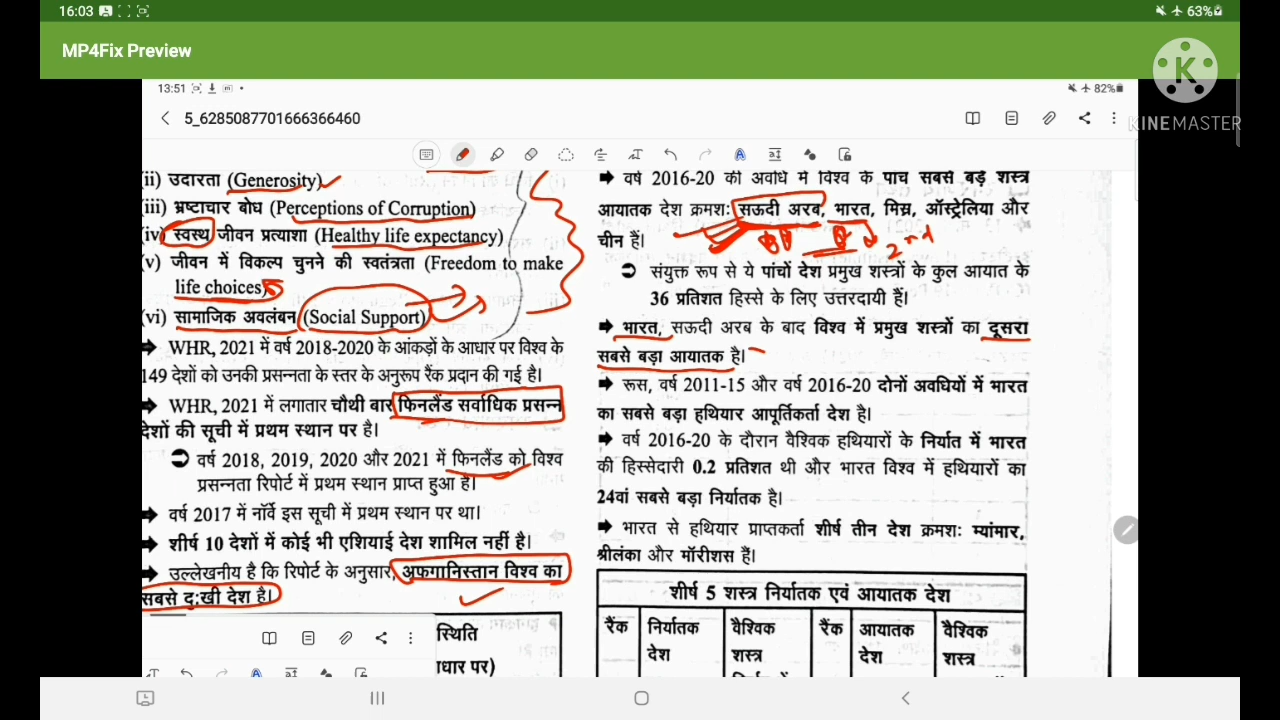 16:03
63%
MP4Fix Preview
K
KINEMASTER
13:51
82%
5_6285087701666366460
(ii) उदारता (Generosity)
(iii) भ्रष्टाचार बोध (Perceptions of Corruption)
(iv) स्वस्थ जीवन प्रत्याशा (Healthy life expectancy)
(v) जीवन में विकल्प चुनने की स्वतंत्रता (Freedom to make
life choices)
(vi) सामाजिक अवलंबन (Social Support)
➡ WHR, 2021 में वर्ष 2018-2020 के आंकड़ों के आधार पर विश्व के
149 देशों को उनकी प्रसन्नता के स्तर के अनुरूप रैंक प्रदान की गई है।
➡ WHR, 2021 में लगातार चौथी बार फिनलैंड सर्वाधिक प्रसन्न
देशों की सूची में प्रथम स्थान पर है।
➲ वर्ष 2018, 2019, 2020 और 2021 में फिनलैंड को विश्व
प्रसन्नता रिपोर्ट में प्रथम स्थान प्राप्त हुआ है।
➡ वर्ष 2017 में नॉर्वे इस सूची में प्रथम स्थान पर था।
➡ शीर्ष 10 देशों में कोई भी एशियाई देश शामिल नहीं है।
➡ उल्लेखनीय है कि रिपोर्ट के अनुसार, अफगानिस्तान विश्व का
सबसे दुःखी देश है।
स्थिति
ाधार पर)
➡ वर्ष 2016-20 की अवधि में विश्व के पांच सबसे बड़े शस्त्र
आयातक देश क्रमशः सऊदी अरब, भारत, मिस्र, ऑस्ट्रेलिया और
चीन हैं।
➲ संयुक्त रूप से ये पांचों देश प्रमुख शस्त्रों के कुल आयात के
36 प्रतिशत हिस्से के लिए उत्तरदायी हैं।
➡ भारत, सऊदी अरब के बाद विश्व में प्रमुख शस्त्रों का दूसरा
सबसे बड़ा आयातक है।
➡ रूस, वर्ष 2011-15 और वर्ष 2016-20 दोनों अवधियों में भारत
का सबसे बड़ा हथियार आपूर्तिकर्ता देश है।
➡ वर्ष 2016-20 के दौरान वैश्विक हथियारों के निर्यात में भारत
की हिस्सेदारी 0.2 प्रतिशत थी और भारत विश्व में हथियारों का
24वां सबसे बड़ा निर्यातक है।
➡ भारत से हथियार प्राप्तकर्ता शीर्ष तीन देश क्रमशः म्यांमार,
श्रीलंका और मॉरीशस हैं।
शीर्ष 5 शस्त्र निर्यातक एवं आयातक देश
रैंक निर्यातक देश वैश्विक शस्त्र रैंक आयातक देश वैश्विक शस्त्र